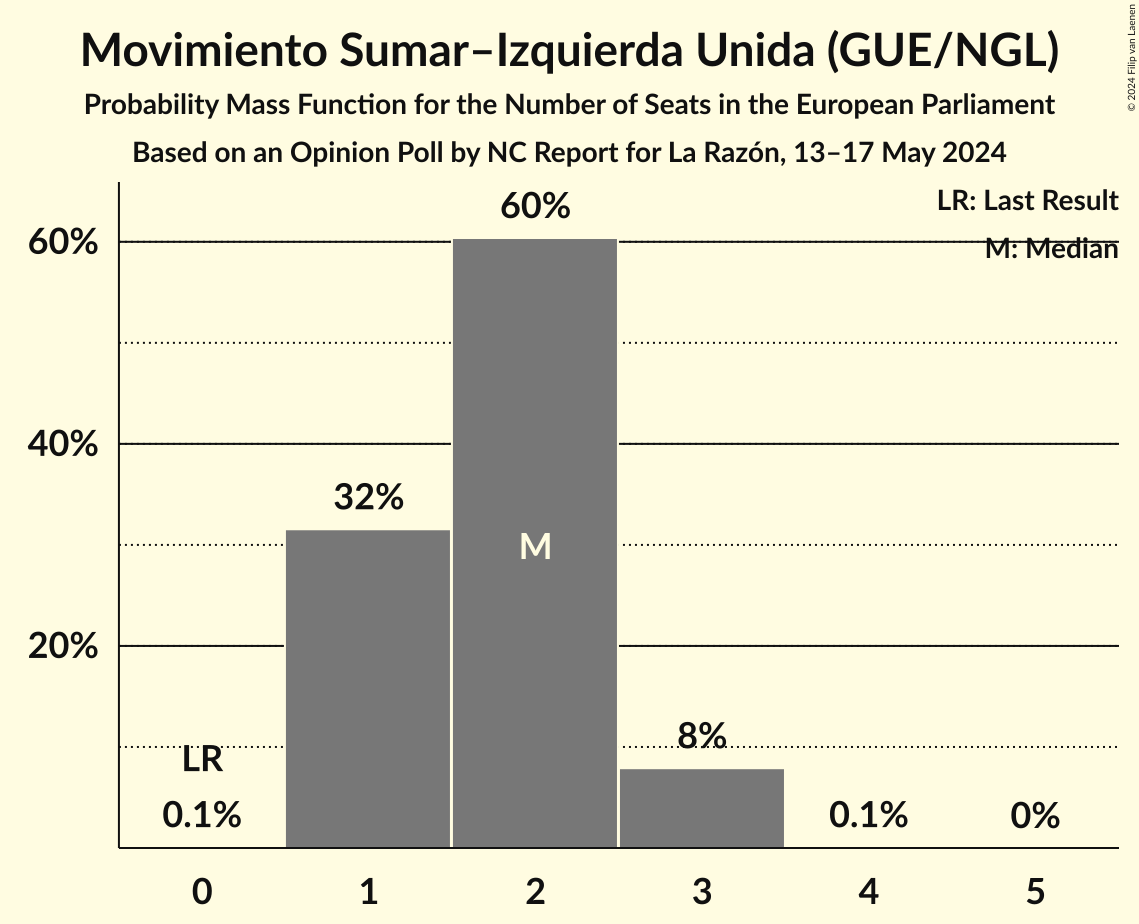 Movimiento Sumar–Izquierda Unida (GUE/NGL)
Probability Mass Function for the Number of Seats in the European Parliament
Based on an Opinion Poll by NC Report for La Razón, 13–17 May 2024
© 2024 Filip van Laenen
LR: Last Result
M: Median
60%
40%
20%
60%
32%
M
8%
LR
0.1%
0.1%
0%
0 1 2 3 4 5